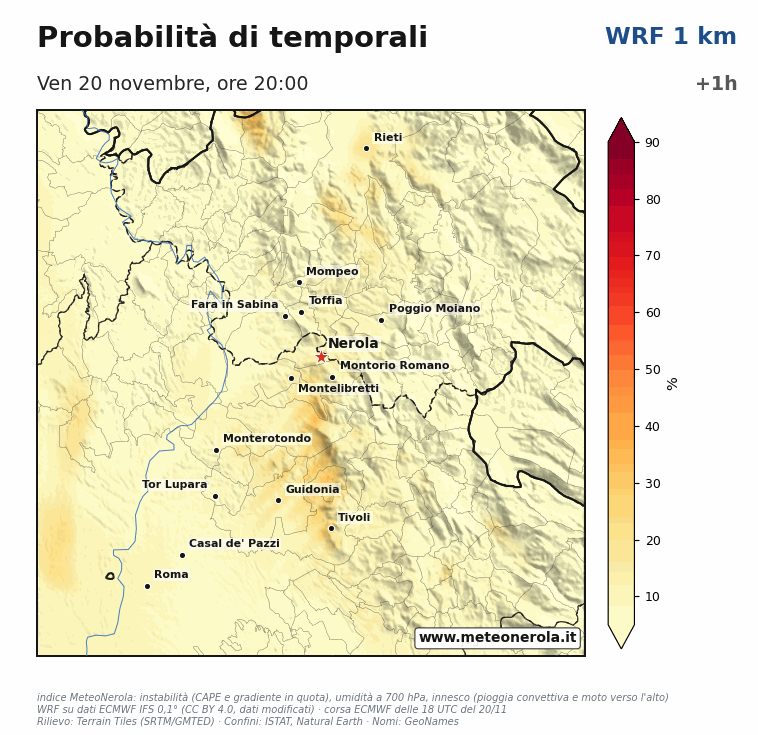 Probabilità di temporali
WRF 1 km
Ven 20 novembre, ore 20:00
+1h
Rieti
Mompeo
Toffia
Fara in Sabina
Poggio Moiano
Nerola
Montorio Romano
Montelibretti
Monterotondo
Tor Lupara
Guidonia
Tivoli
Casal de' Pazzi
Roma
www.meteonerola.it
90
80
70
60
50
40
30
20
10
%
indice MeteoNerola: instabilità (CAPE e gradiente in quota), umidità a 700 hPa, innesco (pioggia convettiva e moto verso l'alto)
WRF su dati ECMWF IFS 0,1° (CC BY 4.0, dati modificati) · corsa ECMWF delle 18 UTC del 20/11
Rilievo: Terrain Tiles (SRTM/GMTED) · Confini: ISTAT, Natural Earth · Nomi: GeoNames